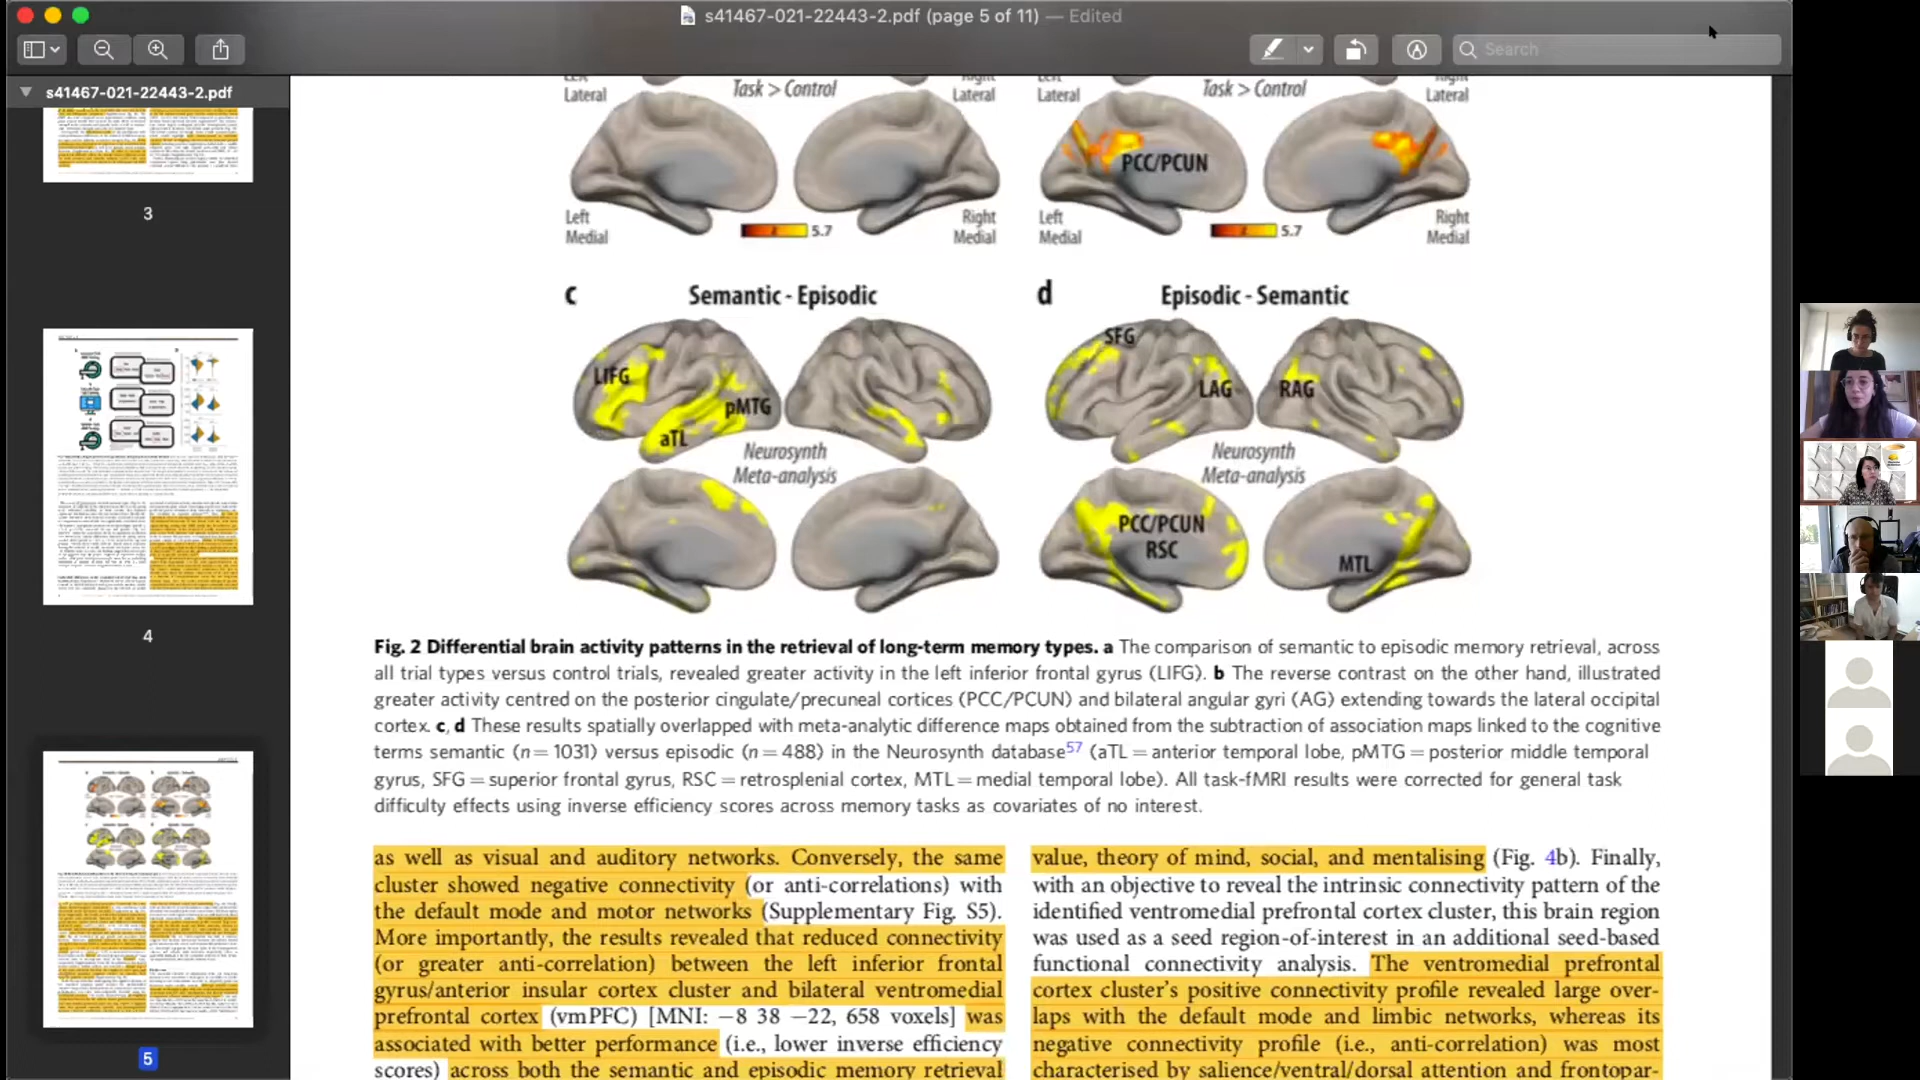 s41467-021-22443-2.pdf (page 5 of 11) — Edited
Search
s41467-021-22443-2.pdf
3
4
5
Lateral
Task > Control
Right
Lateral
Left
Medial
5.7
Right
Medial
Lateral
Task > Control
Right
Lateral
PCC/PCUN
Left
Medial
5.7
Right
Medial
c Semantic - Episodic
LIFG
pMTG
aTL
Neurosynth
Meta-analysis
d Episodic - Semantic
SFG
LAG
RAG
Neurosynth
Meta-analysis
PCC/PCUN
RSC
MTL
Fig. 2 Differential brain activity patterns in the retrieval of long-term memory types. a The comparison of semantic to episodic memory retrieval, across
all trial types versus control trials, revealed greater activity in the left inferior frontal gyrus (LIFG). b The reverse contrast on the other hand, illustrated
greater activity centred on the posterior cingulate/precuneal cortices (PCC/PCUN) and bilateral angular gyri (AG) extending towards the lateral occipital
cortex. c, d These results spatially overlapped with meta-analytic difference maps obtained from the subtraction of association maps linked to the cognitive
terms semantic (n = 1031) versus episodic (n = 488) in the Neurosynth database57 (aTL = anterior temporal lobe, pMTG = posterior middle temporal
gyrus, SFG = superior frontal gyrus, RSC = retrosplenial cortex, MTL = medial temporal lobe). All task-fMRI results were corrected for general task
difficulty effects using inverse efficiency scores across memory tasks as covariates of no interest.
as well as visual and auditory networks. Conversely, the same
cluster showed negative connectivity (or anti-correlations) with
the default mode and motor networks (Supplementary Fig. S5).
More importantly, the results revealed that reduced connectivity
(or greater anti-correlation) between the left inferior frontal
gyrus/anterior insular cortex cluster and bilateral ventromedial
prefrontal cortex (vmPFC) [MNI: −8 38 −22, 658 voxels] was
associated with better performance (i.e., lower inverse efficiency
scores) across both the semantic and episodic memory retrieval
value, theory of mind, social, and mentalising (Fig. 4b). Finally,
with an objective to reveal the intrinsic connectivity pattern of the
identified ventromedial prefrontal cortex cluster, this brain region
was used as a seed region-of-interest in an additional seed-based
functional connectivity analysis. The ventromedial prefrontal
cortex cluster's positive connectivity profile revealed large over-
laps with the default mode and limbic networks, whereas its
negative connectivity profile (i.e., anti-correlation) was most
characterised by salience/ventral/dorsal attention and frontopar-